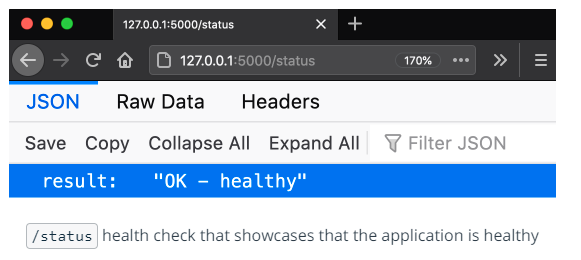 127.0.0.1:5000/status
127.0.0.1:5000/status 170%
JSON Raw Data Headers
Save Copy Collapse All Expand All Filter JSON
result: "OK - healthy"
/status health check that showcases that the application is healthy